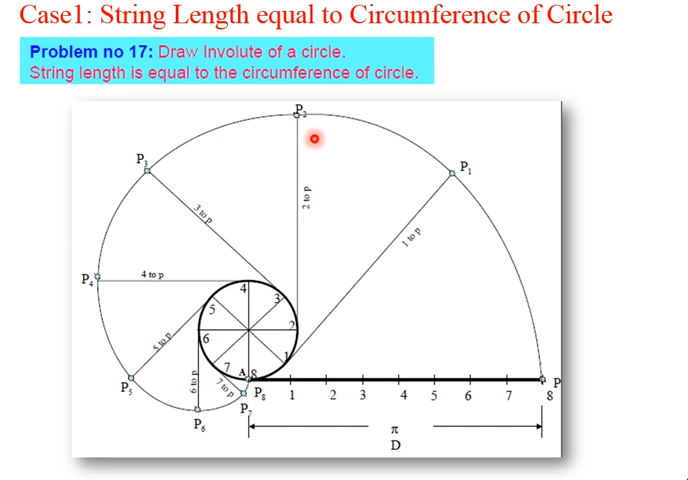 Case1: String Length equal to Circumference of Circle
Problem no 17: Draw Involute of a circle.
String length is equal to the circumference of circle.
P2
P3
P1
2 to p
3 to p
1 to p
P4
4 to p
4
3
5
2
5 to p
6
1
7
A
8
6 to p
7 to p
P5
P8
1
2
3
4
5
6
7
8
P
P7
P6
π
D